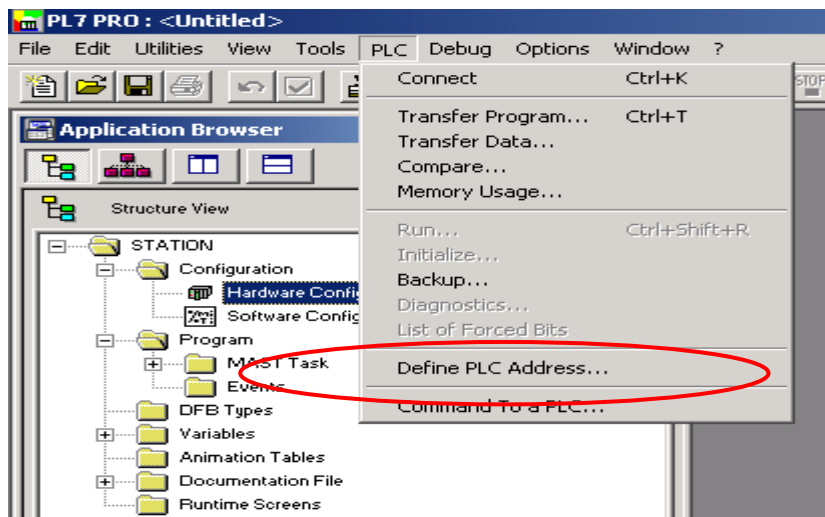 PL7 PRO : <Untitled>
File Edit Utilities View Tools PLC Debug Options Window ?
STOP
Connect Ctrl+K
Transfer Program... Ctrl+T
Transfer Data...
Compare...
Memory Usage...
Run... Ctrl+Shift+R
Initialize...
Backup...
Diagnostics...
List of Forced Bits
Define PLC Address...
Command To a PLC...
Application Browser
Structure View
STATION
Configuration
Hardware Confi
Software Config
Program
MAST Task
Events
DFB Types
Variables
Animation Tables
Documentation File
Runtime Screens